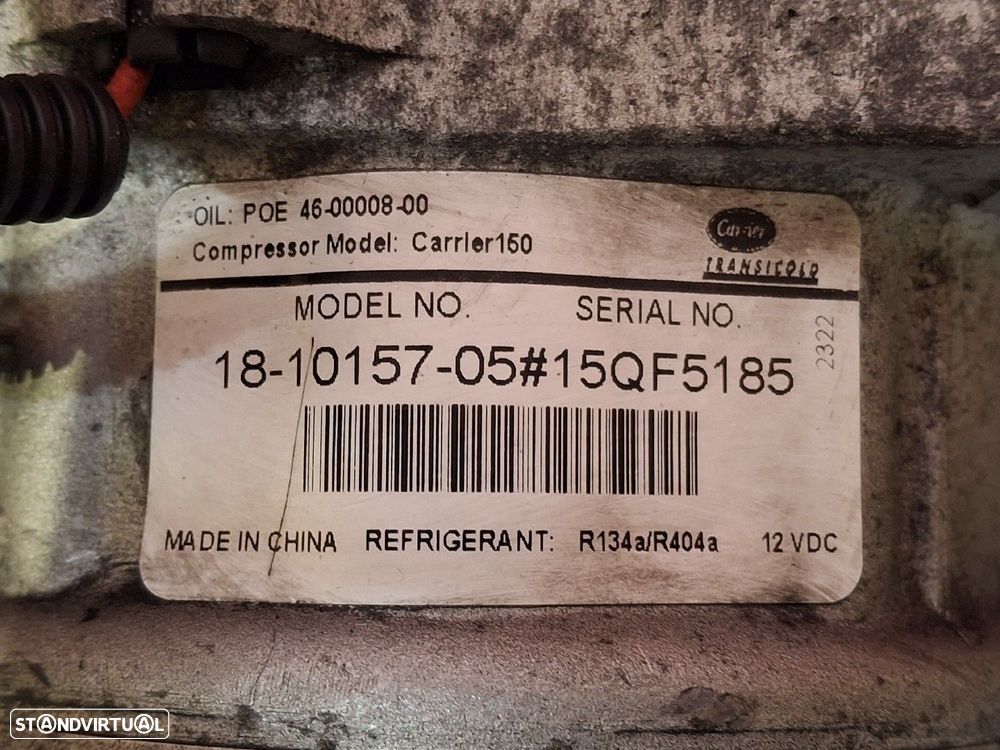 OIL: POE 46-00008-00
Compressor Model: Carrier150
Carrier
TRANSICOLD
MODEL NO. SERIAL NO.
18-10157-05#15QF5185
2322
MADE IN CHINA REFRIGERANT: R134a/R404a 12 VDC
STANDVIRTUAL